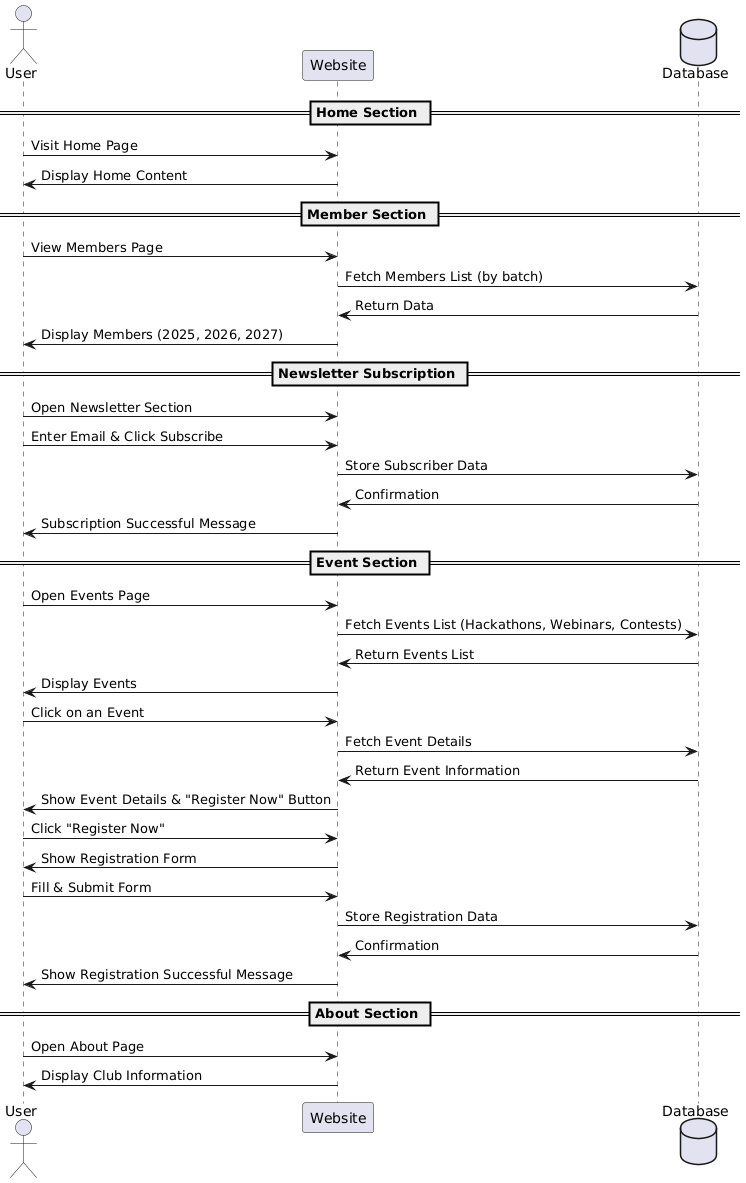 User
Website
Database
Home Section
Visit Home Page
Display Home Content
Member Section
View Members Page
Fetch Members List (by batch)
Return Data
Display Members (2025, 2026, 2027)
Newsletter Subscription
Open Newsletter Section
Enter Email & Click Subscribe
Store Subscriber Data
Confirmation
Subscription Successful Message
Event Section
Open Events Page
Fetch Events List (Hackathons, Webinars, Contests)
Return Events List
Display Events
Click on an Event
Fetch Event Details
Return Event Information
Show Event Details & "Register Now" Button
Click "Register Now"
Show Registration Form
Fill & Submit Form
Store Registration Data
Confirmation
Show Registration Successful Message
About Section
Open About Page
Display Club Information
User
Website
Database